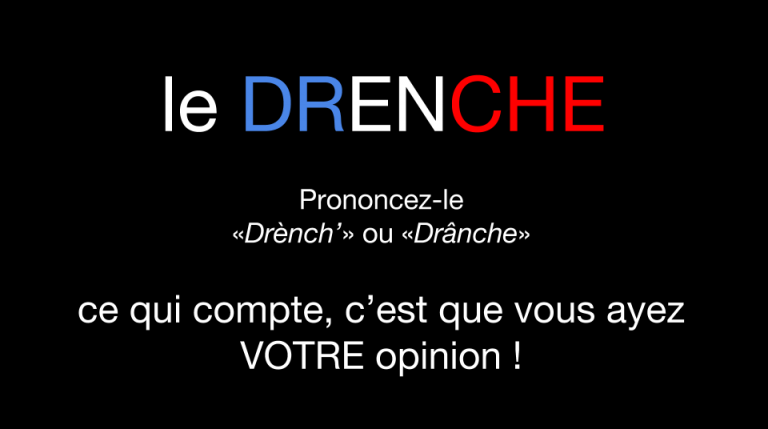 le DRENCHE
Prononcez-le
«Drènch’» ou «Drânche»
ce qui compte, c’est que vous ayez
VOTRE opinion !